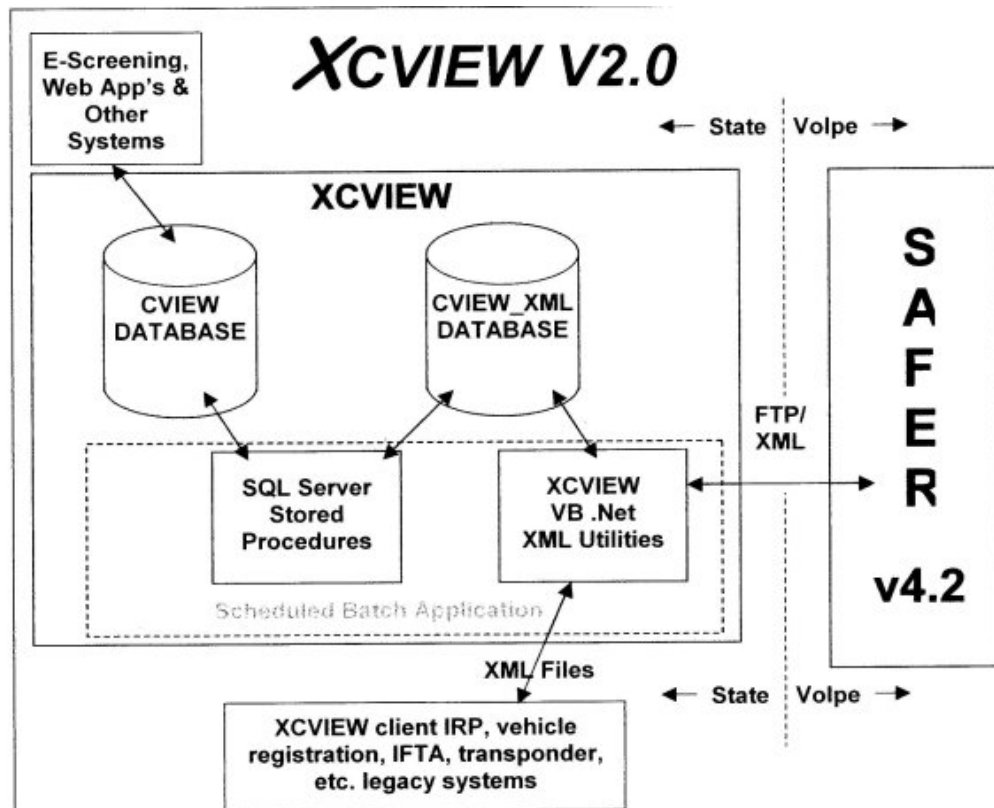 XCVIEW V2.0
E-Screening,
Web App's &
Other
Systems
← State
Volpe →
XCVIEW
CVIEW
DATABASE
CVIEW_XML
DATABASE
S
A
F
E
R
v4.2
FTP/
XML
SQL Server
Stored
Procedures
XCVIEW
VB .Net
XML Utilities
Scheduled Batch Application
XML Files
← State
Volpe →
XCVIEW client IRP, vehicle
registration, IFTA, transponder,
etc. legacy systems